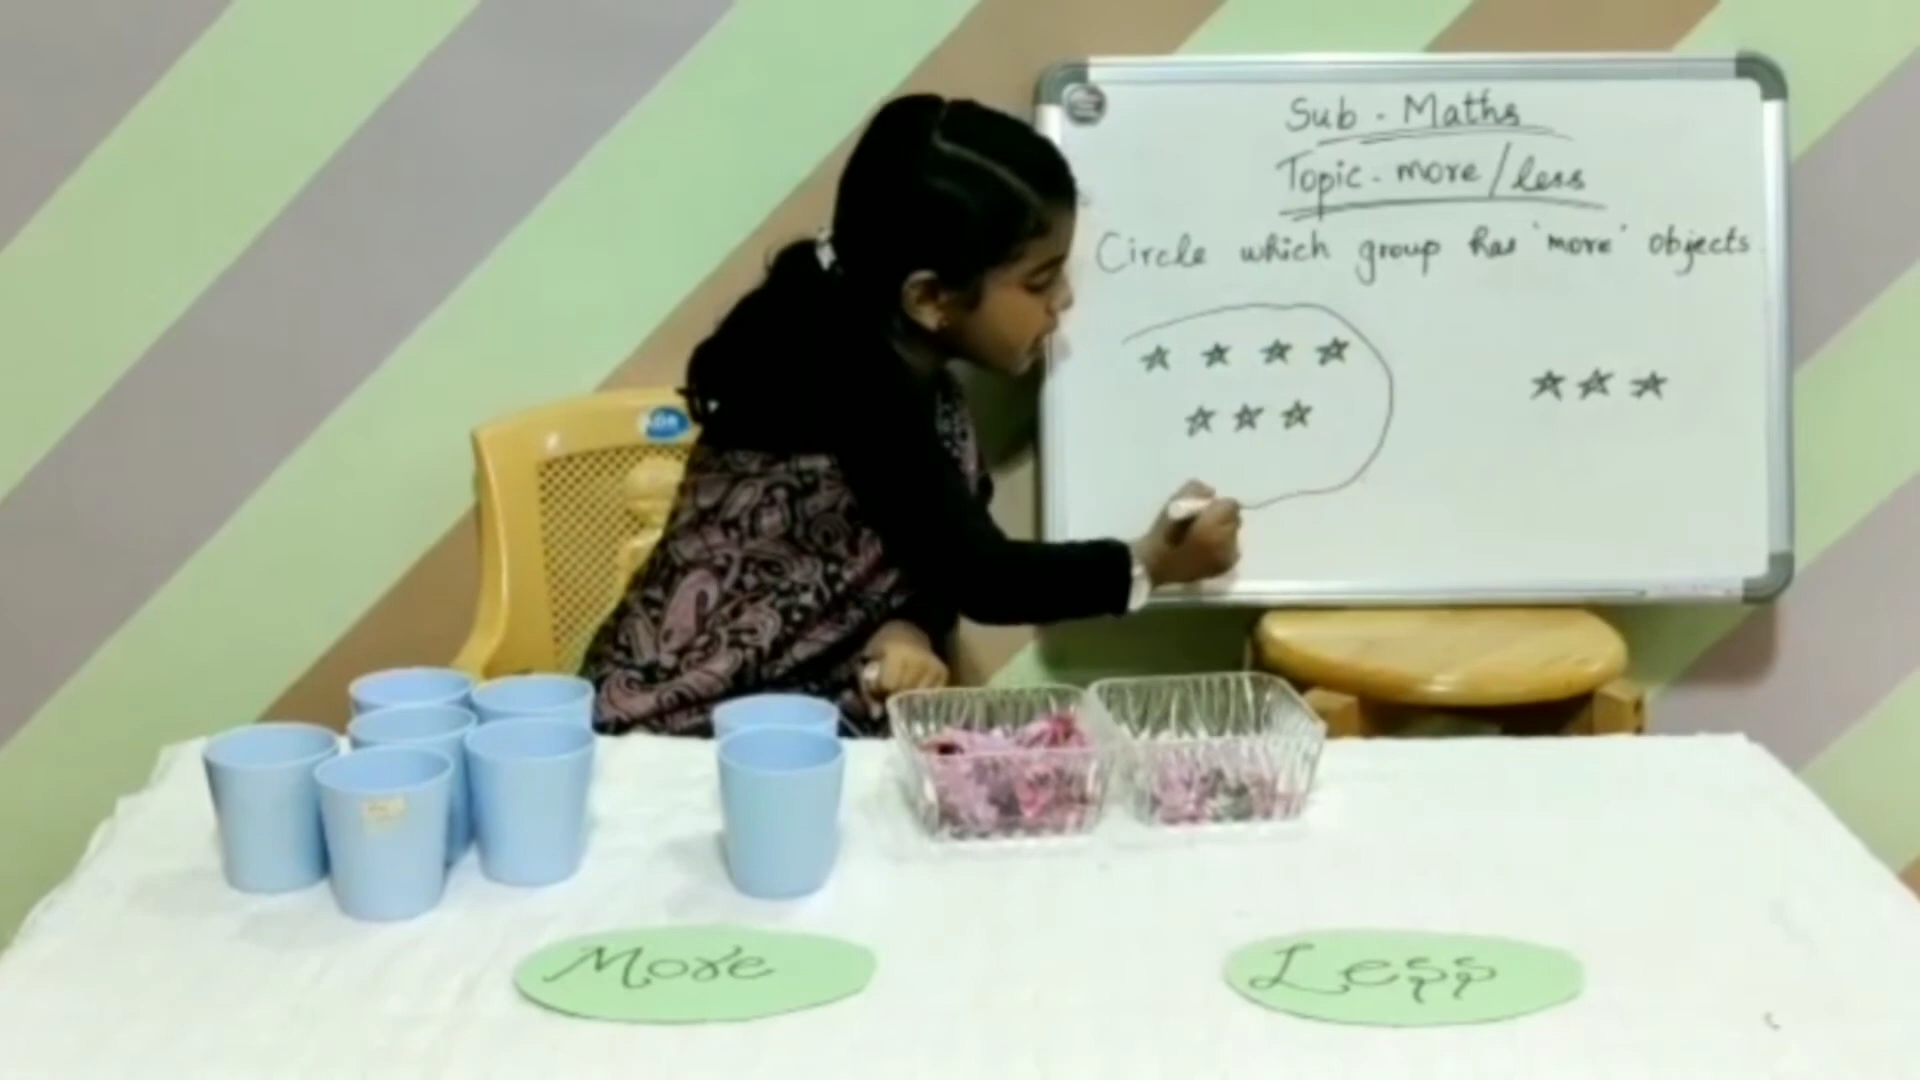 Sub - Maths
Topic - more / less
Circle which group has 'more' objects
More
Less